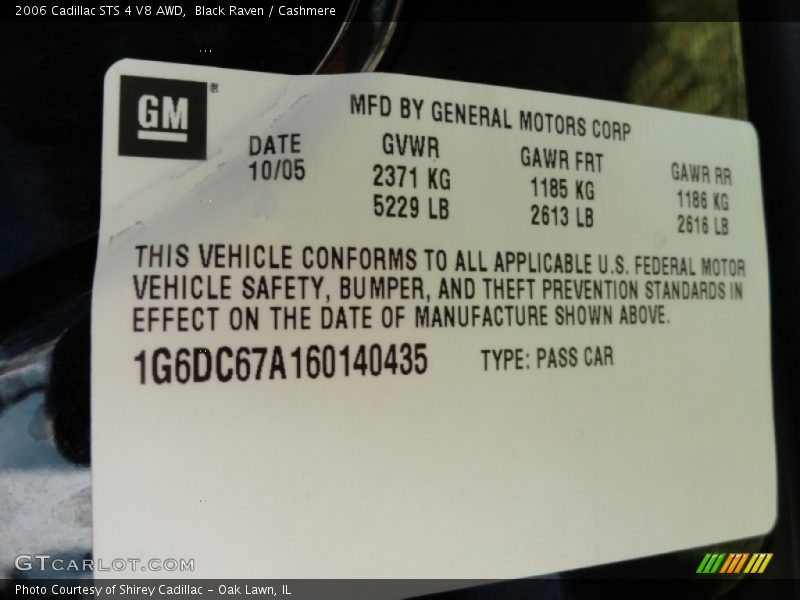 2006 Cadillac STS 4 V8 AWD,  Black Raven / Cashmere
GM®
MFD BY GENERAL MOTORS CORP
DATE GVWR GAWR FRT GAWR RR
10/05 2371 KG 1185 KG 1186 KG
5229 LB 2613 LB 2616 LB
THIS VEHICLE CONFORMS TO ALL APPLICABLE U.S. FEDERAL MOTOR
VEHICLE SAFETY, BUMPER, AND THEFT PREVENTION STANDARDS IN
EFFECT ON THE DATE OF MANUFACTURE SHOWN ABOVE.
1G6DC67A160140435 TYPE: PASS CAR
GTCARLOT.COM
Photo Courtesy of Shirey Cadillac - Oak Lawn, IL